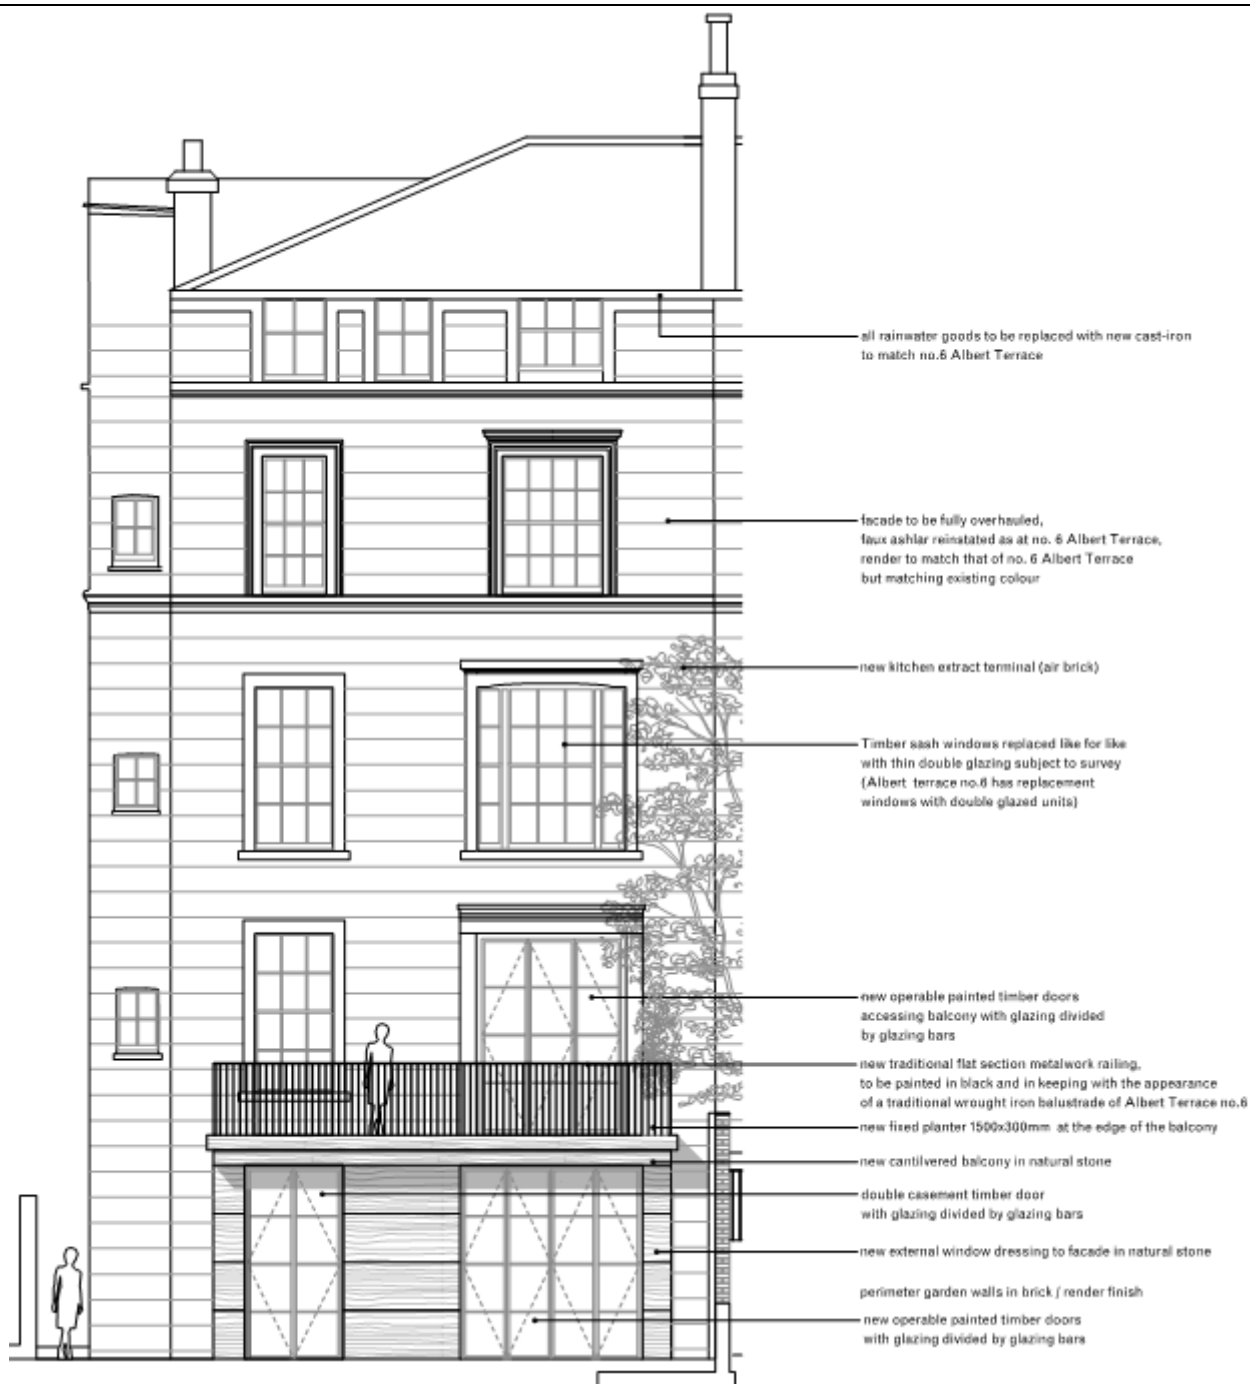 all rainwater goods to be replaced with new cast-iron
to match no.6 Albert Terrace
facade to be fully overhauled,
faux ashlar reinstated as at no. 6 Albert Terrace,
render to match that of no. 6 Albert Terrace
but matching existing colour
new kitchen extract terminal (air brick)
Timber sash windows replaced like for like
with thin double glazing subject to survey
(Albert terrace no.6 has replacement
windows with double glazed units)
new operable painted timber doors
accessing balcony with glazing divided
by glazing bars
new traditional flat section metalwork railing,
to be painted in black and in keeping with the appearance
of a traditional wrought iron balustrade of Albert Terrace no.6
new fixed planter 1500x300mm at the edge of the balcony
new cantilvered balcony in natural stone
double casement timber door
with glazing divided by glazing bars
new external window dressing to facade in natural stone
perimeter garden walls in brick / render finish
new operable painted timber doors
with glazing divided by glazing bars